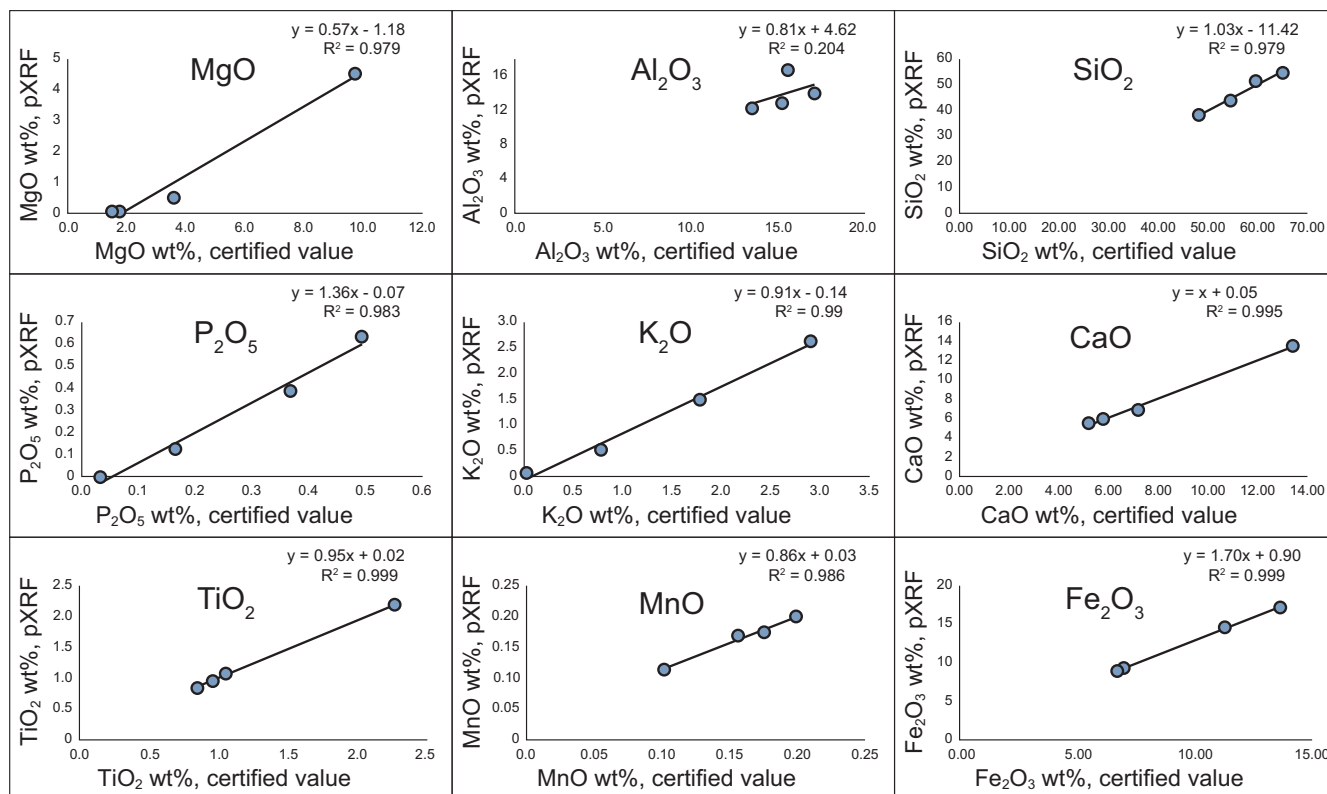 y = 0.57x - 1.18
R² = 0.979
MgO
MgO wt%, pXRF
5
4
3
2
1
0
0.0 2.0 4.0 6.0 8.0 10.0 12.0
MgO wt%, certified value
y = 0.81x + 4.62
R² = 0.204
Al₂O₃
Al₂O₃ wt%, pXRF
16
12
8
4
0
0.0 5.0 10.0 15.0 20.0
Al₂O₃ wt%, certified value
y = 1.03x - 11.42
R² = 0.979
SiO₂
SiO₂ wt%, pXRF
60
50
40
30
20
10
0
0.00 10.00 20.00 30.00 40.00 50.00 60.00 70.00
SiO₂ wt%, certified value
y = 1.36x - 0.07
R² = 0.983
P₂O₅
P₂O₅ wt%, pXRF
0.7
0.6
0.5
0.4
0.3
0.2
0.1
0
0 0.1 0.2 0.3 0.4 0.5 0.6
P₂O₅ wt%, certified value
y = 0.91x - 0.14
R² = 0.99
K₂O
K₂O wt%, pXRF
3.0
2.5
2.0
1.5
1.0
0.5
0
0.0 0.5 1.0 1.5 2.0 2.5 3.0 3.5
K₂O wt%, certified value
y = x + 0.05
R² = 0.995
CaO
CaO wt%, pXRF
16
14
12
10
8
6
4
2
0
0.00 2.00 4.00 6.00 8.00 10.00 12.00 14.00
CaO wt%, certified value
y = 0.95x + 0.02
R² = 0.999
TiO₂
TiO₂ wt%, pXRF
2.5
2.0
1.5
1.0
0.5
0
0.0 0.5 1.0 1.5 2.0 2.5
TiO₂ wt%, certified value
y = 0.86x + 0.03
R² = 0.986
MnO
MnO wt%, pXRF
0.25
0.20
0.15
0.10
0.05
0
0.00 0.05 0.10 0.15 0.20 0.25
MnO wt%, certified value
y = 1.70x + 0.90
R² = 0.999
Fe₂O₃
Fe₂O₃ wt%, pXRF
20
15
10
5
0
0.00 5.00 10.00 15.00
Fe₂O₃ wt%, certified value